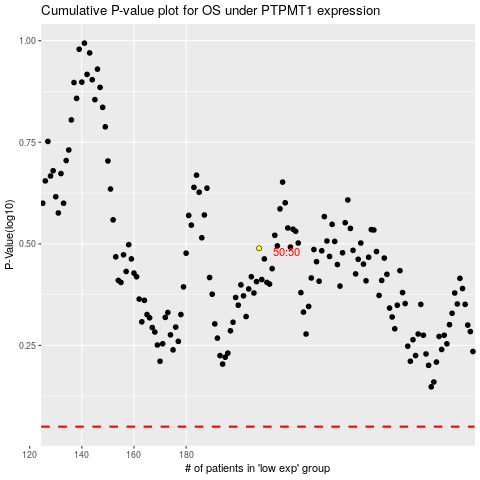 Cumulative P-value plot for OS under PTPMT1 expression
P-Value(log10)
1.00
0.75
0.50
0.25
50:50
120 140 160 180
# of patients in 'low exp' group